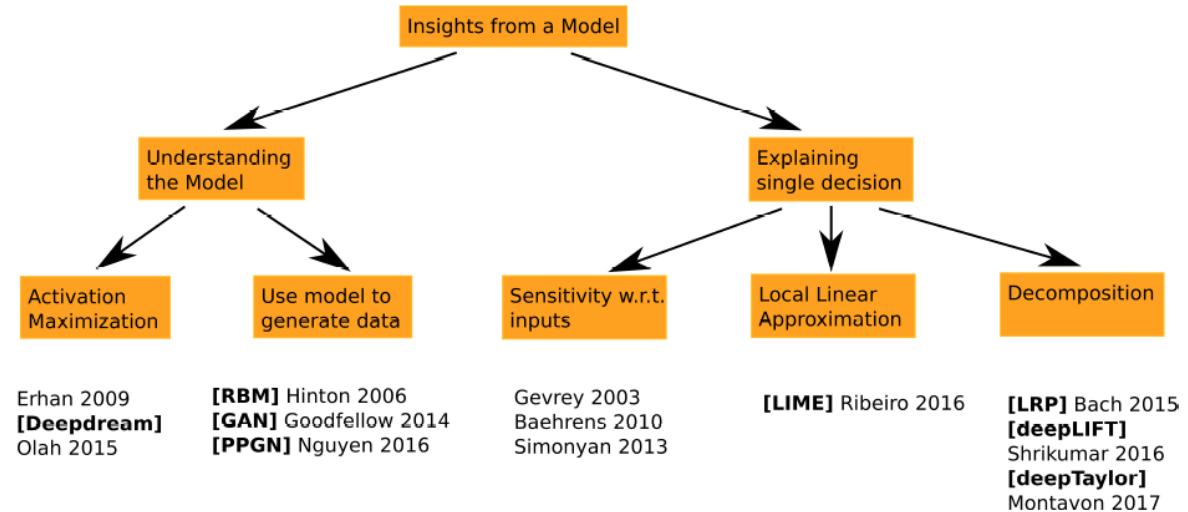 Insights from a Model
Understanding
the Model
Explaining
single decision
Activation
Maximization
Use model to
generate data
Sensitivity w.r.t.
inputs
Local Linear
Approximation
Decomposition
Erhan 2009
[Deepdream]
Olah 2015
[RBM] Hinton 2006
[GAN] Goodfellow 2014
[PPGN] Nguyen 2016
Gevrey 2003
Baehrens 2010
Simonyan 2013
[LIME] Ribeiro 2016
[LRP] Bach 2015
[deepLIFT]
Shrikumar 2016
[deepTaylor]
Montavon 2017